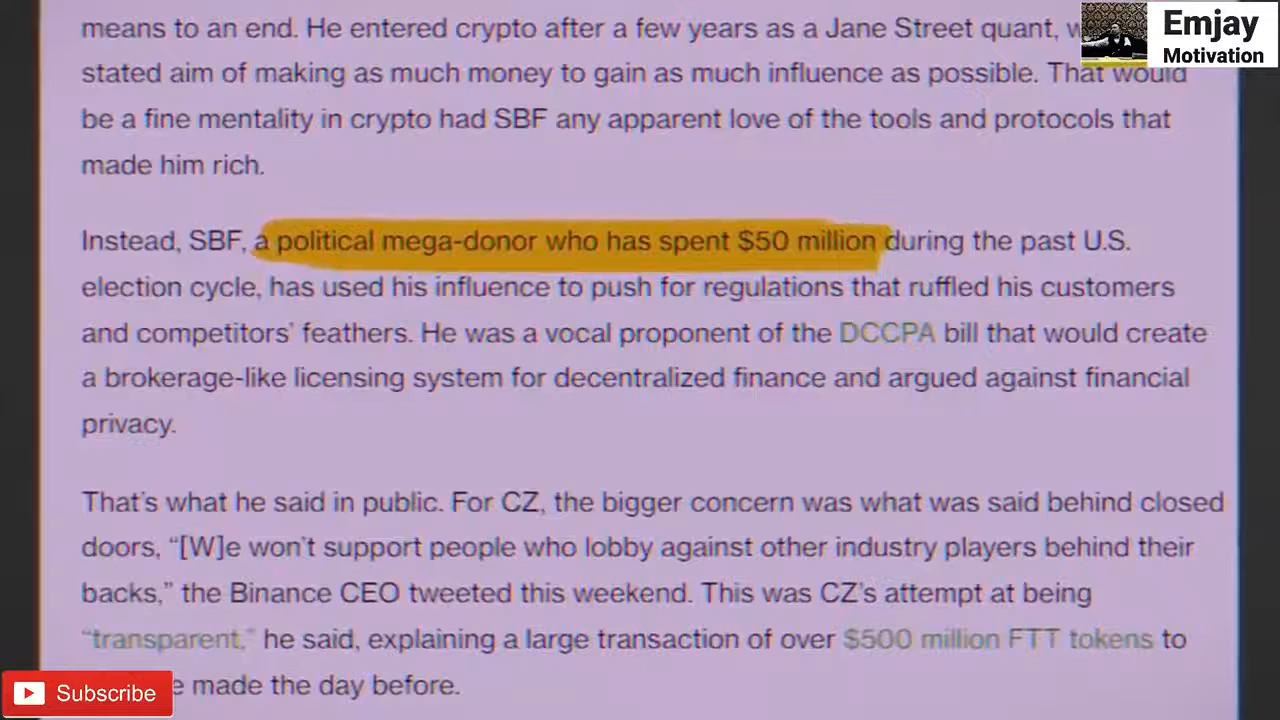 means to an end. He entered crypto after a few years as a Jane Street quant,
Emjay
Motivation
stated aim of making as much money to gain as much influence as possible. That would
be a fine mentality in crypto had SBF any apparent love of the tools and protocols that
made him rich.
Instead, SBF, a political mega-donor who has spent $50 million during the past U.S.
election cycle, has used his influence to push for regulations that ruffled his customers
and competitors’ feathers. He was a vocal proponent of the DCCPA bill that would create
a brokerage-like licensing system for decentralized finance and argued against financial
privacy.
That’s what he said in public. For CZ, the bigger concern was what was said behind closed
doors, “[W]e won’t support people who lobby against other industry players behind their
backs,” the Binance CEO tweeted this weekend. This was CZ’s attempt at being
“transparent,” he said, explaining a large transaction of over $500 million FTT tokens to
made the day before.
Subscribe